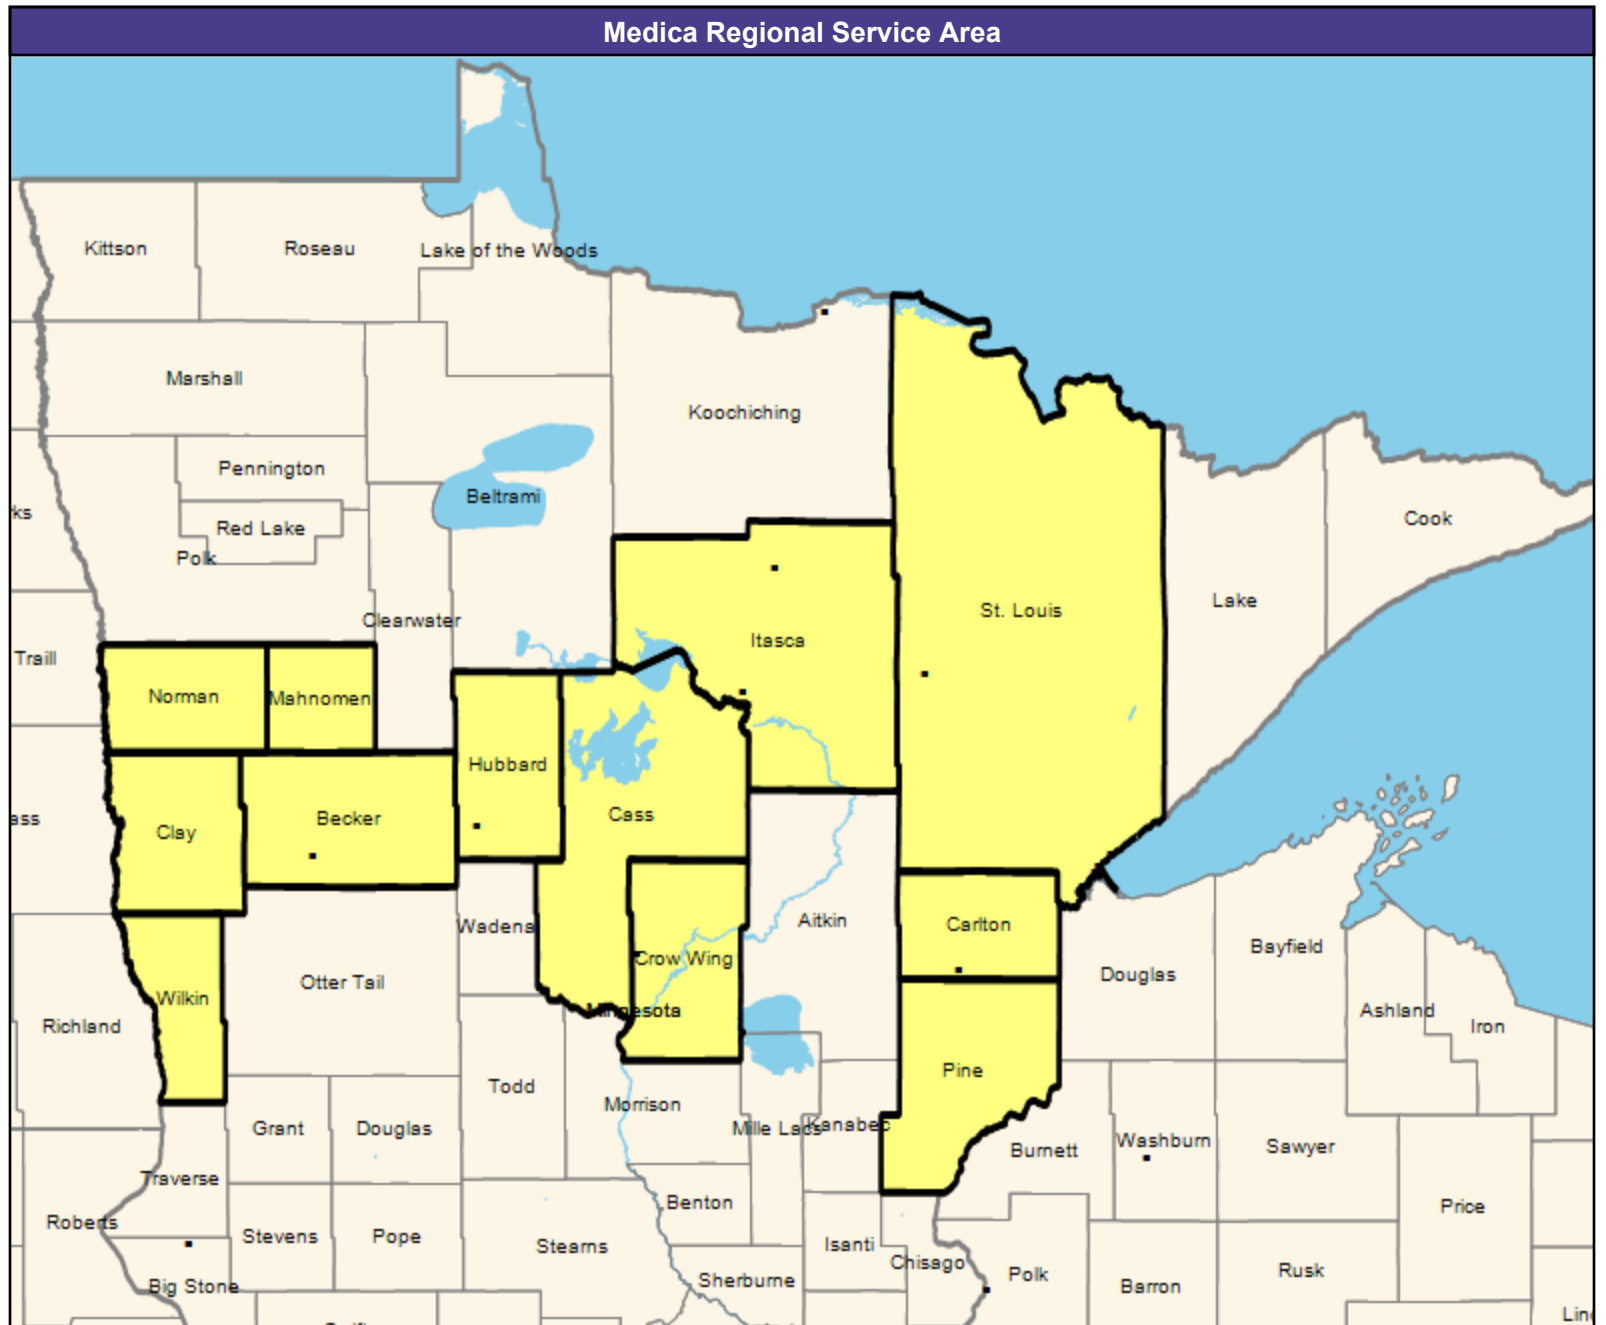 Medica Regional Service Area
Kittson
Roseau
Lake of the Woods
Marshall
Koochiching
Pennington
Beltrami
ks
Red Lake
Cook
Polk
Clearwater
Lake
St. Louis
Itasca
Traill
Norman
Mahnomen
Hubbard
ass
Clay
Becker
Cass
Wadena
Aitkin
Carlton
Crow Wing
Bayfield
Otter Tail
Douglas
Wilkin
Minnesota
Ashland
Richland
Iron
Pine
Todd
Morrison
Grant
Douglas
Mille Lacs
Kanabec
Burnett
Washburn
Sawyer
Traverse
Benton
Price
Roberts
Stevens
Pope
Stearns
Isanti
Chisago
Polk
Rusk
Big Stone
Sherburne
Barron
Lin